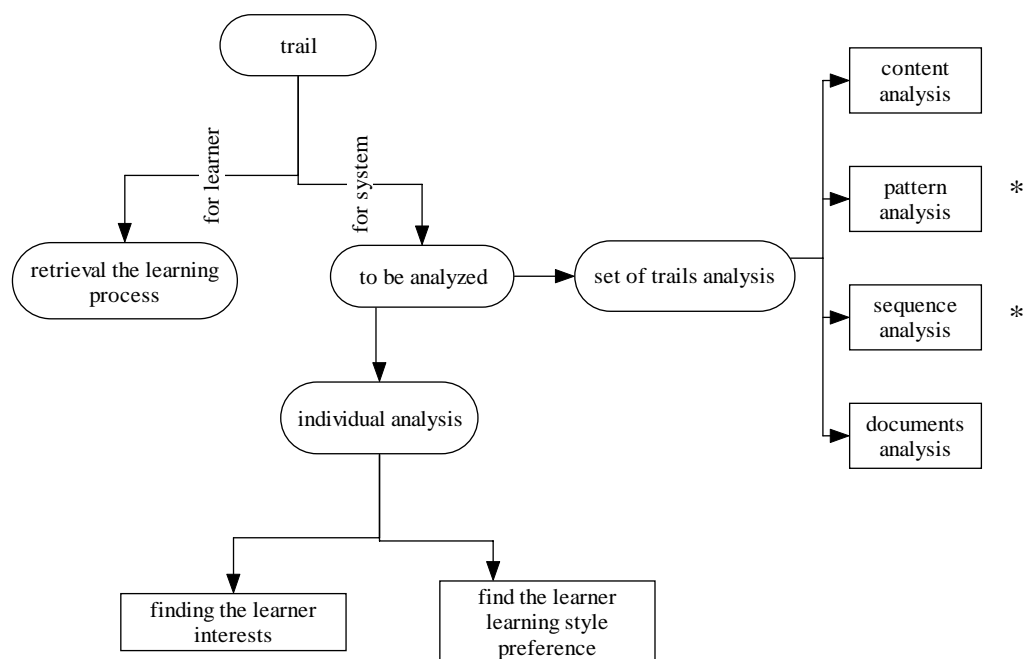 trail
for learner
for system
retrieval the learning
process
to be analyzed
set of trails analysis
content
analysis
pattern
analysis
*
sequence
analysis
*
documents
analysis
individual analysis
finding the learner
interests
find the learner
learning style
preference